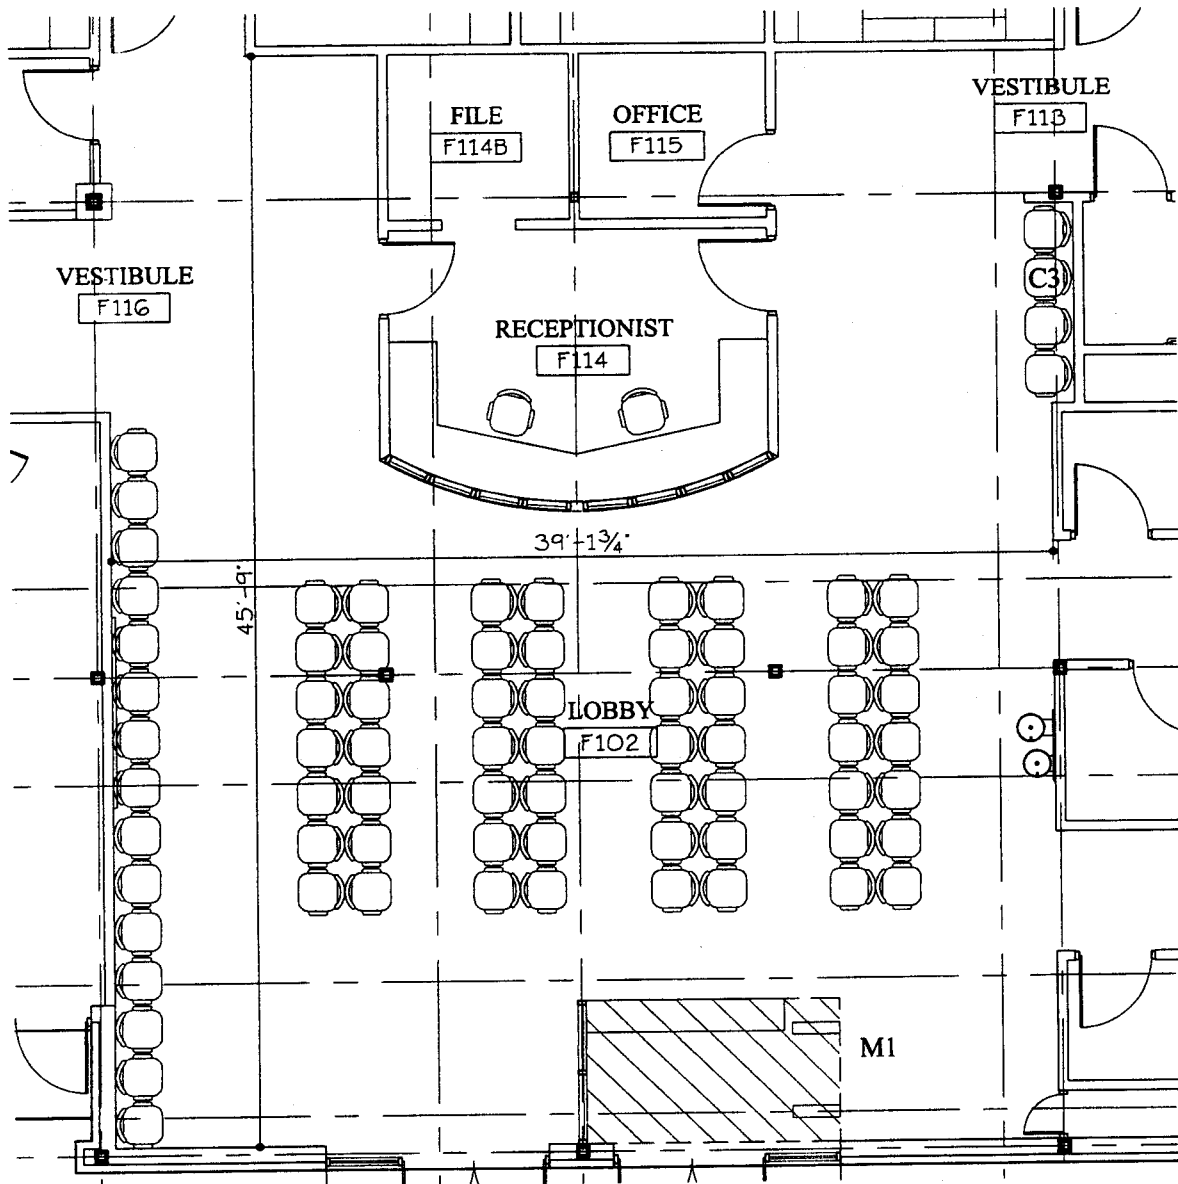 VESTIBULE
F113
FILE
F114B
OFFICE
F115
VESTIBULE
F116
C3
RECEPTIONIST
F114
39'-1¾"
45'-9"
LOBBY
F102
M1